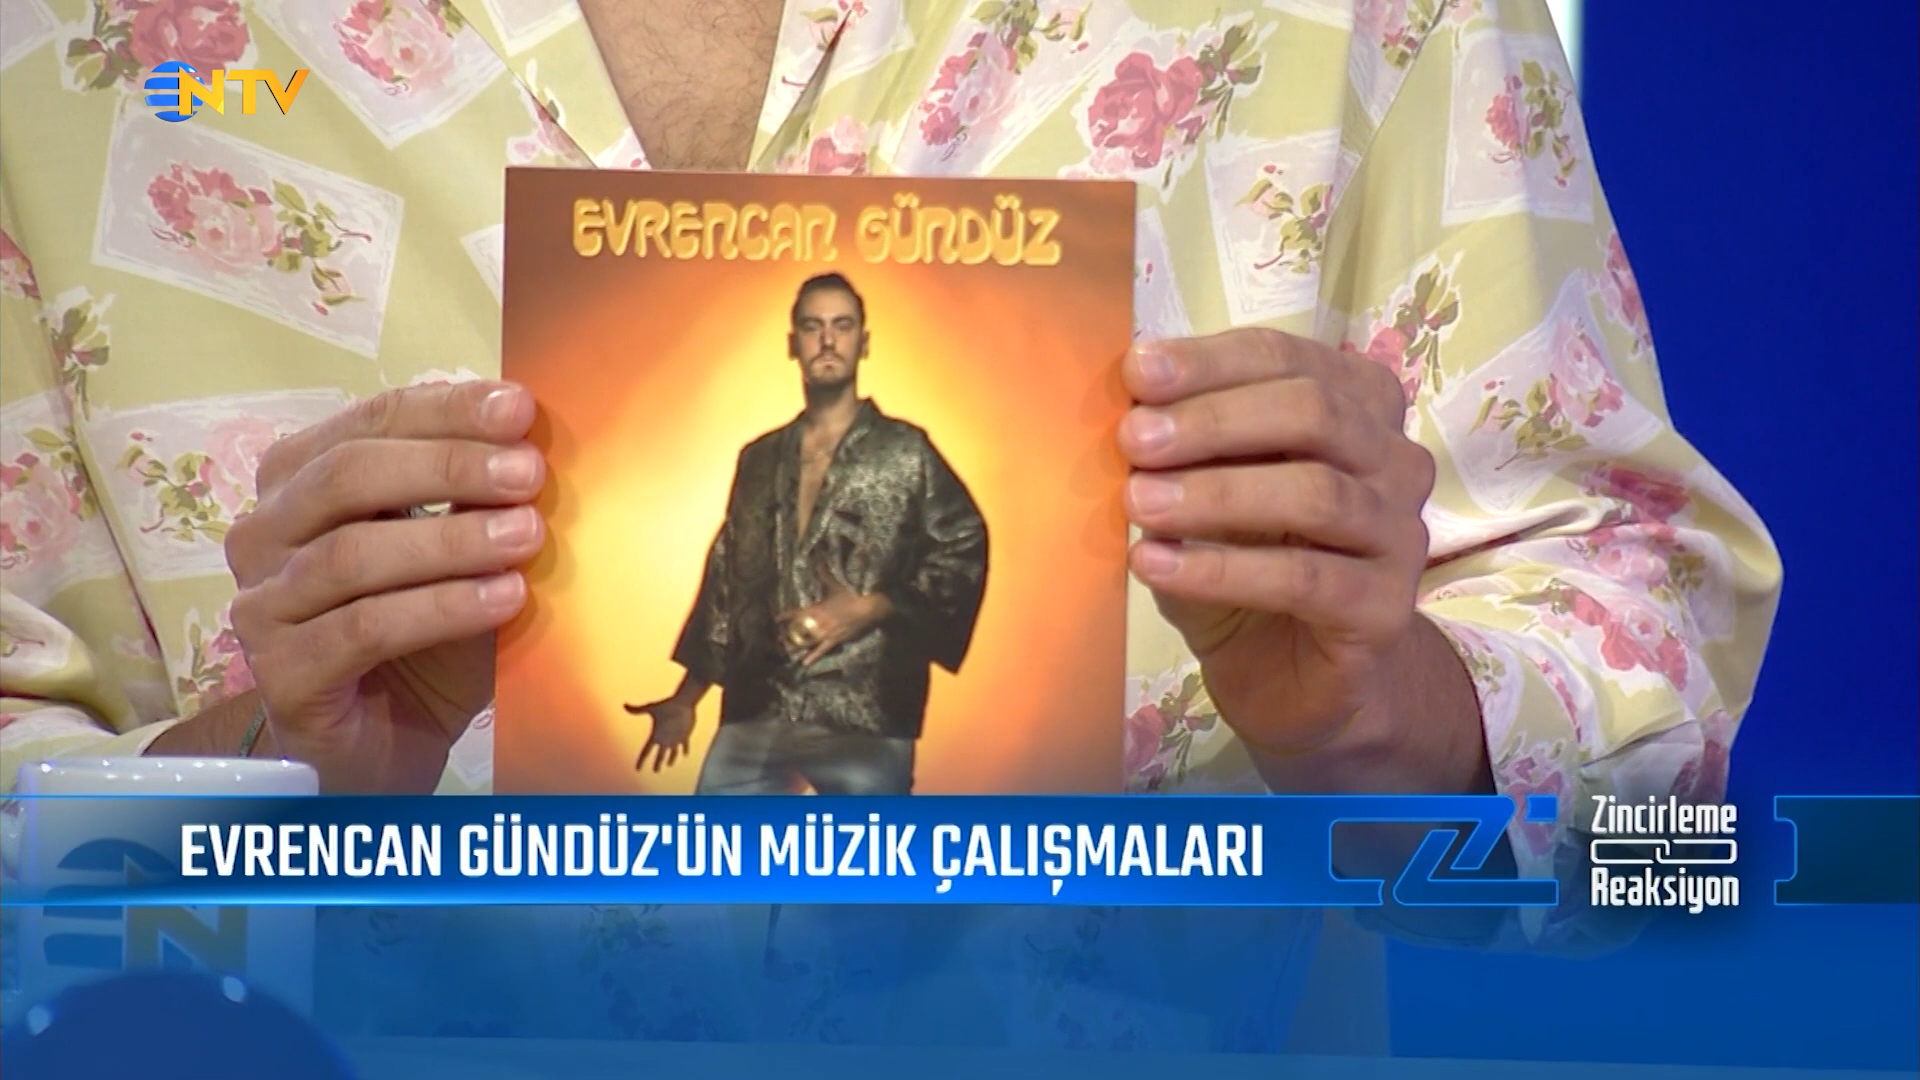 NTV
EVRENCAN GÜNDÜZ
EVRENCAN GÜNDÜZ'ÜN MÜZİK ÇALIŞMALARI
Zincirleme
Reaksiyon